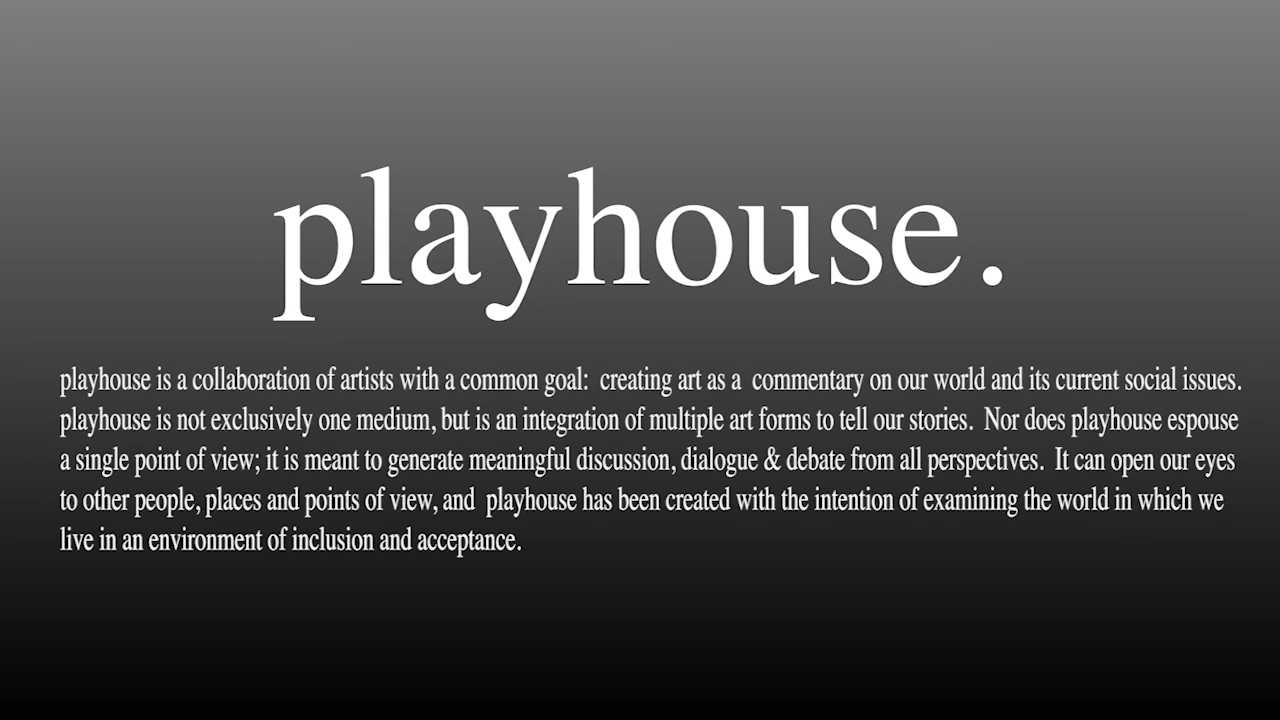 playhouse.
playhouse is a collaboration of artists with a common goal:  creating art as a  commentary on our world and its current social issues.
playhouse is not exclusively one medium, but is an integration of multiple art forms to tell our stories.  Nor does playhouse espouse
a single point of view; it is meant to generate meaningful discussion, dialogue & debate from all perspectives.  It can open our eyes
to other people, places and points of view, and  playhouse has been created with the intention of examining the world in which we
live in an environment of inclusion and acceptance.